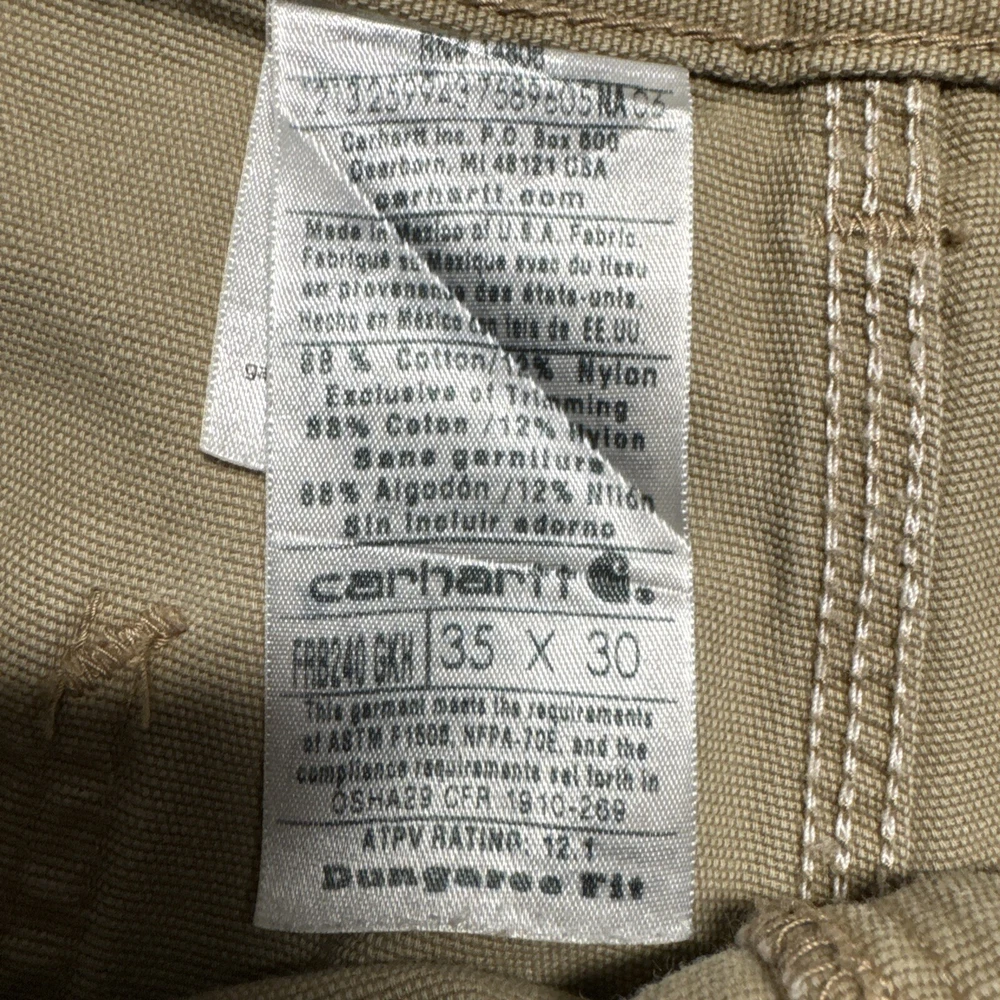 RN# 14806
NA
Carhartt Inc. P.O. Box 600
Dearborn, MI 48121 USA
carhartt.com
Made in Mexico of U.S.A. Fabric.
Fabriqué au Mexique avec du tissu
en provenance des états-unis.
Hecho en México con tela de EE.UU.
88 % Cotton/12% Nylon
Exclusive of Trimming
88% Coton /12% Nylon
Sans garniture
88% Algodón /12% Nilón
Sin incluir adorno
carhartt
FRB240 GKH 35 X 30
This garment meets the requirements
of ASTM F1506, NFPA-70E, and the
compliance requirements set forth in
OSHA29 CFR 1910-269
ATPV RATING: 12.1
Dungaree Fit
ga